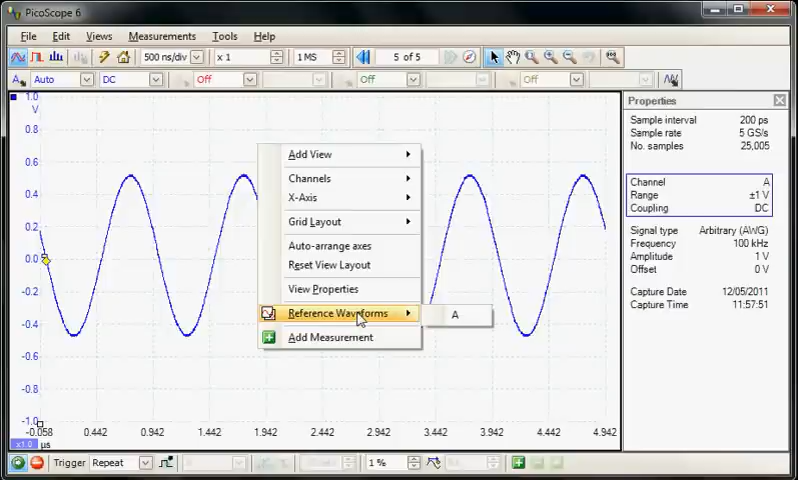 PicoScope 6
File Edit Views Measurements Tools Help
500 ns/div x 1 1 MS 5 of 5
A Auto DC Off Off Off
1.0
V
0.8
0.6
0.4
0.2
0.0
-0.2
-0.4
-0.6
-0.8
-1.0
-0.058 0.442 0.942 1.442 1.942 2.442 2.942 3.442 3.942 4.442 4.942
x1.0 µs
Add View
Channels
X-Axis
Grid Layout
Auto-arrange axes
Reset View Layout
View Properties
Reference Waveforms A
Add Measurement
Properties
Sample interval 200 ps
Sample rate 5 GS/s
No. samples 25,005
Channel A
Range ±1 V
Coupling DC
Signal type Arbitrary (AWG)
Frequency 100 kHz
Amplitude 1 V
Offset 0 V
Capture Date 12/05/2011
Capture Time 11:57:51
Trigger Repeat 1 %